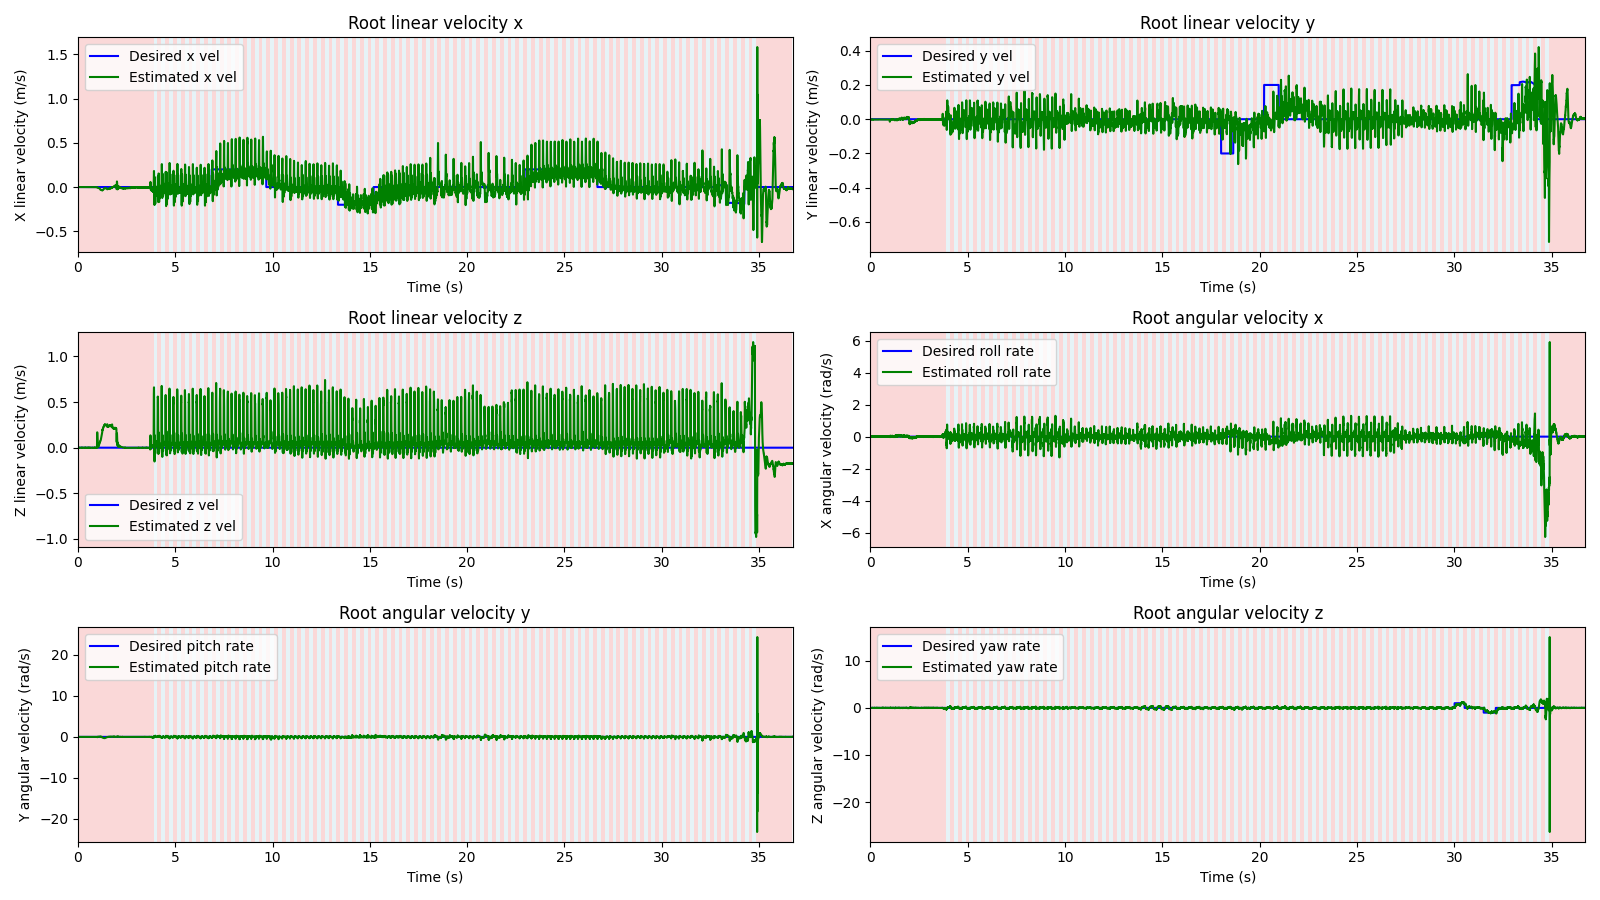 Root linear velocity x
X linear velocity (m/s)
1.5
1.0
0.5
0.0
−0.5
Desired x vel
Estimated x vel
0 5 10 15 20 25 30 35
Time (s)
Root linear velocity y
Y linear velocity (m/s)
0.4
0.2
0.0
−0.2
−0.4
−0.6
Desired y vel
Estimated y vel
0 5 10 15 20 25 30 35
Time (s)
Root linear velocity z
Z linear velocity (m/s)
1.0
0.5
0.0
−0.5
−1.0
Desired z vel
Estimated z vel
0 5 10 15 20 25 30 35
Time (s)
Root angular velocity x
X angular velocity (rad/s)
6
4
2
0
−2
−4
−6
Desired roll rate
Estimated roll rate
0 5 10 15 20 25 30 35
Time (s)
Root angular velocity y
Y angular velocity (rad/s)
20
10
0
−10
−20
Desired pitch rate
Estimated pitch rate
0 5 10 15 20 25 30 35
Time (s)
Root angular velocity z
Z angular velocity (rad/s)
10
0
−10
−20
Desired yaw rate
Estimated yaw rate
0 5 10 15 20 25 30 35
Time (s)